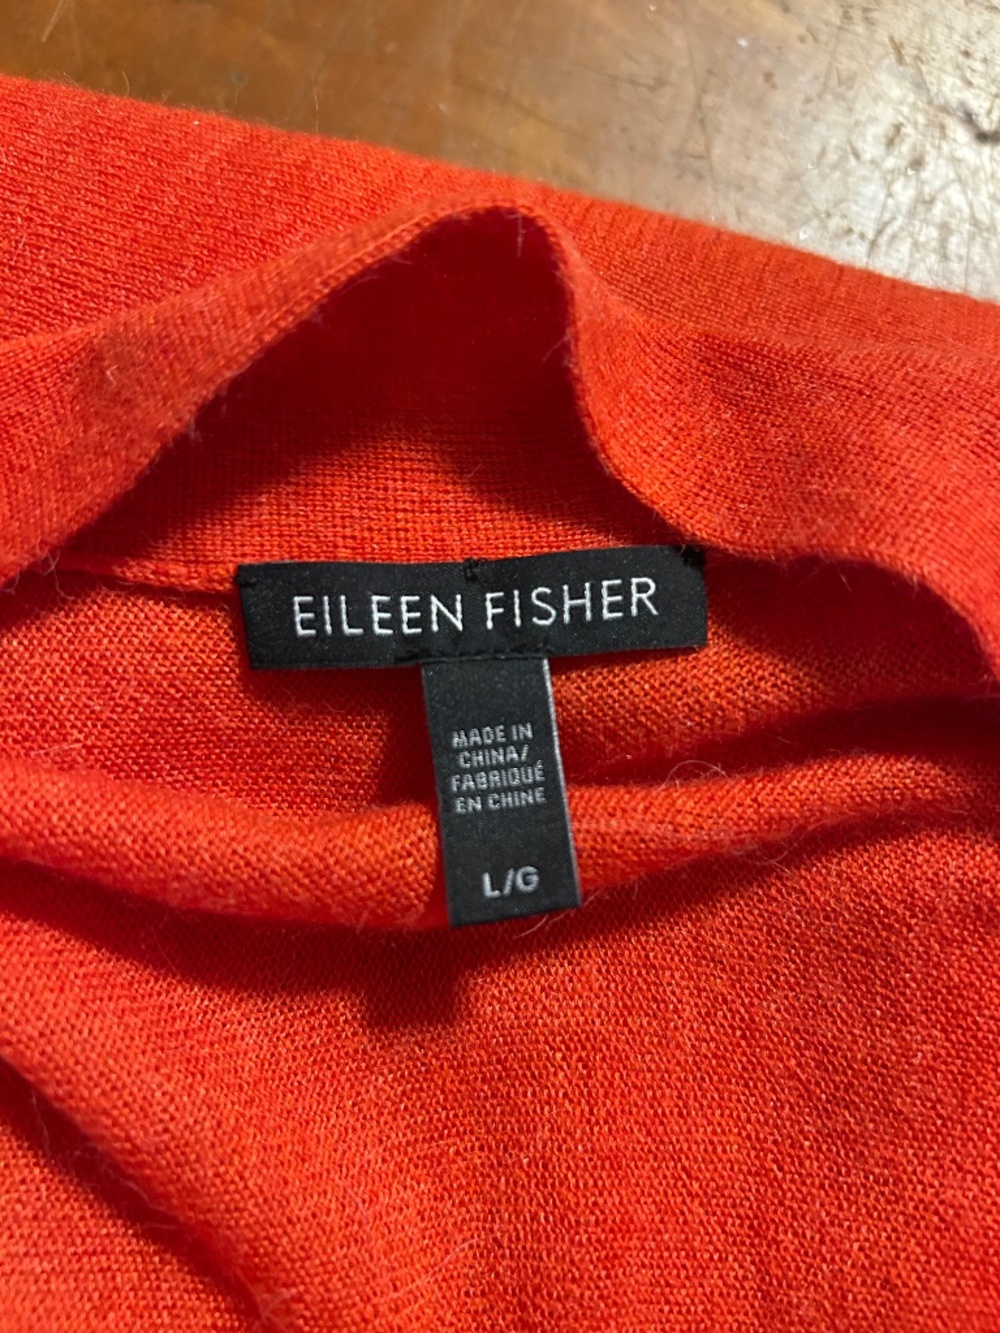 EILEEN FISHER
MADE IN
CHINA/
FABRIQUÉ
EN CHINE
L/G